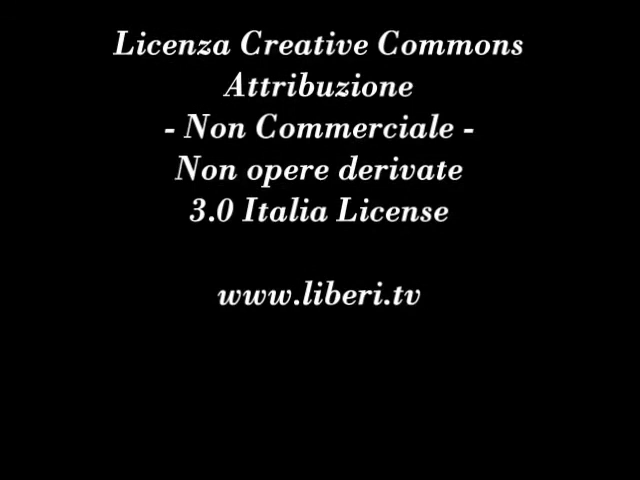 Licenza Creative Commons
Attribuzione
- Non Commerciale -
Non opere derivate
3.0 Italia License
www.liberi.tv